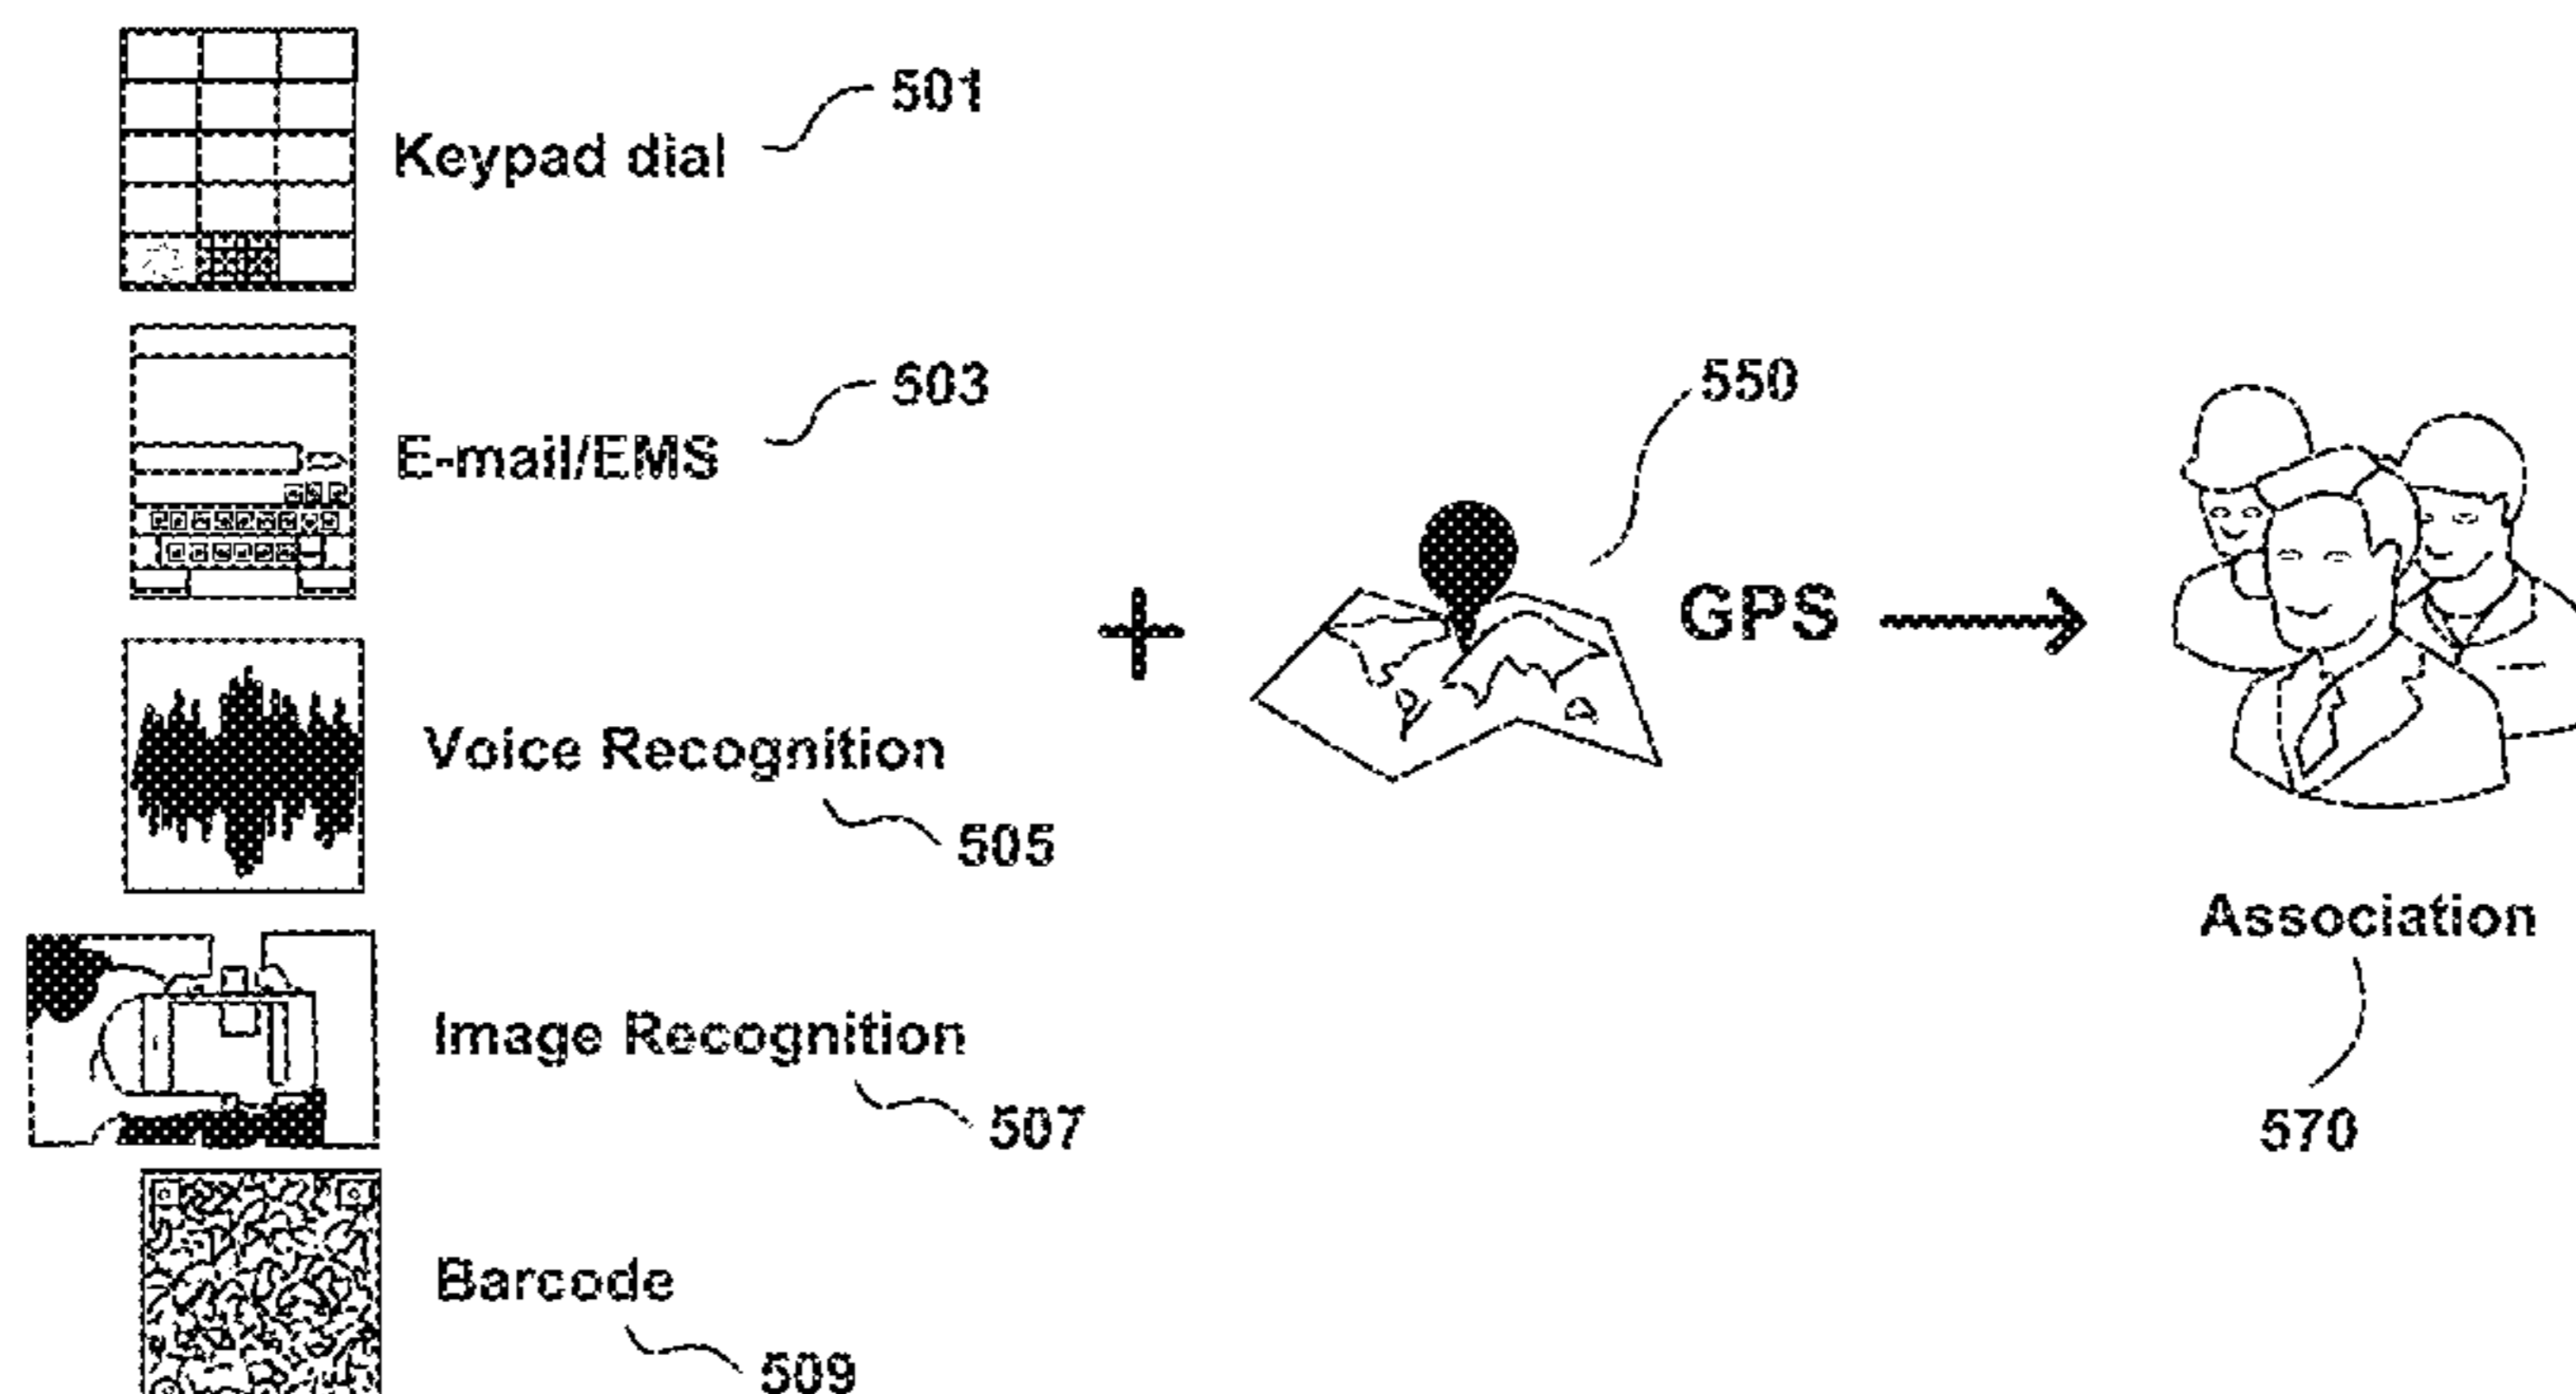 501
Keypad dial
503
E-mail/EMS
Voice Recognition
505
Image Recognition
507
Barcode
509
550
GPS
Association
570